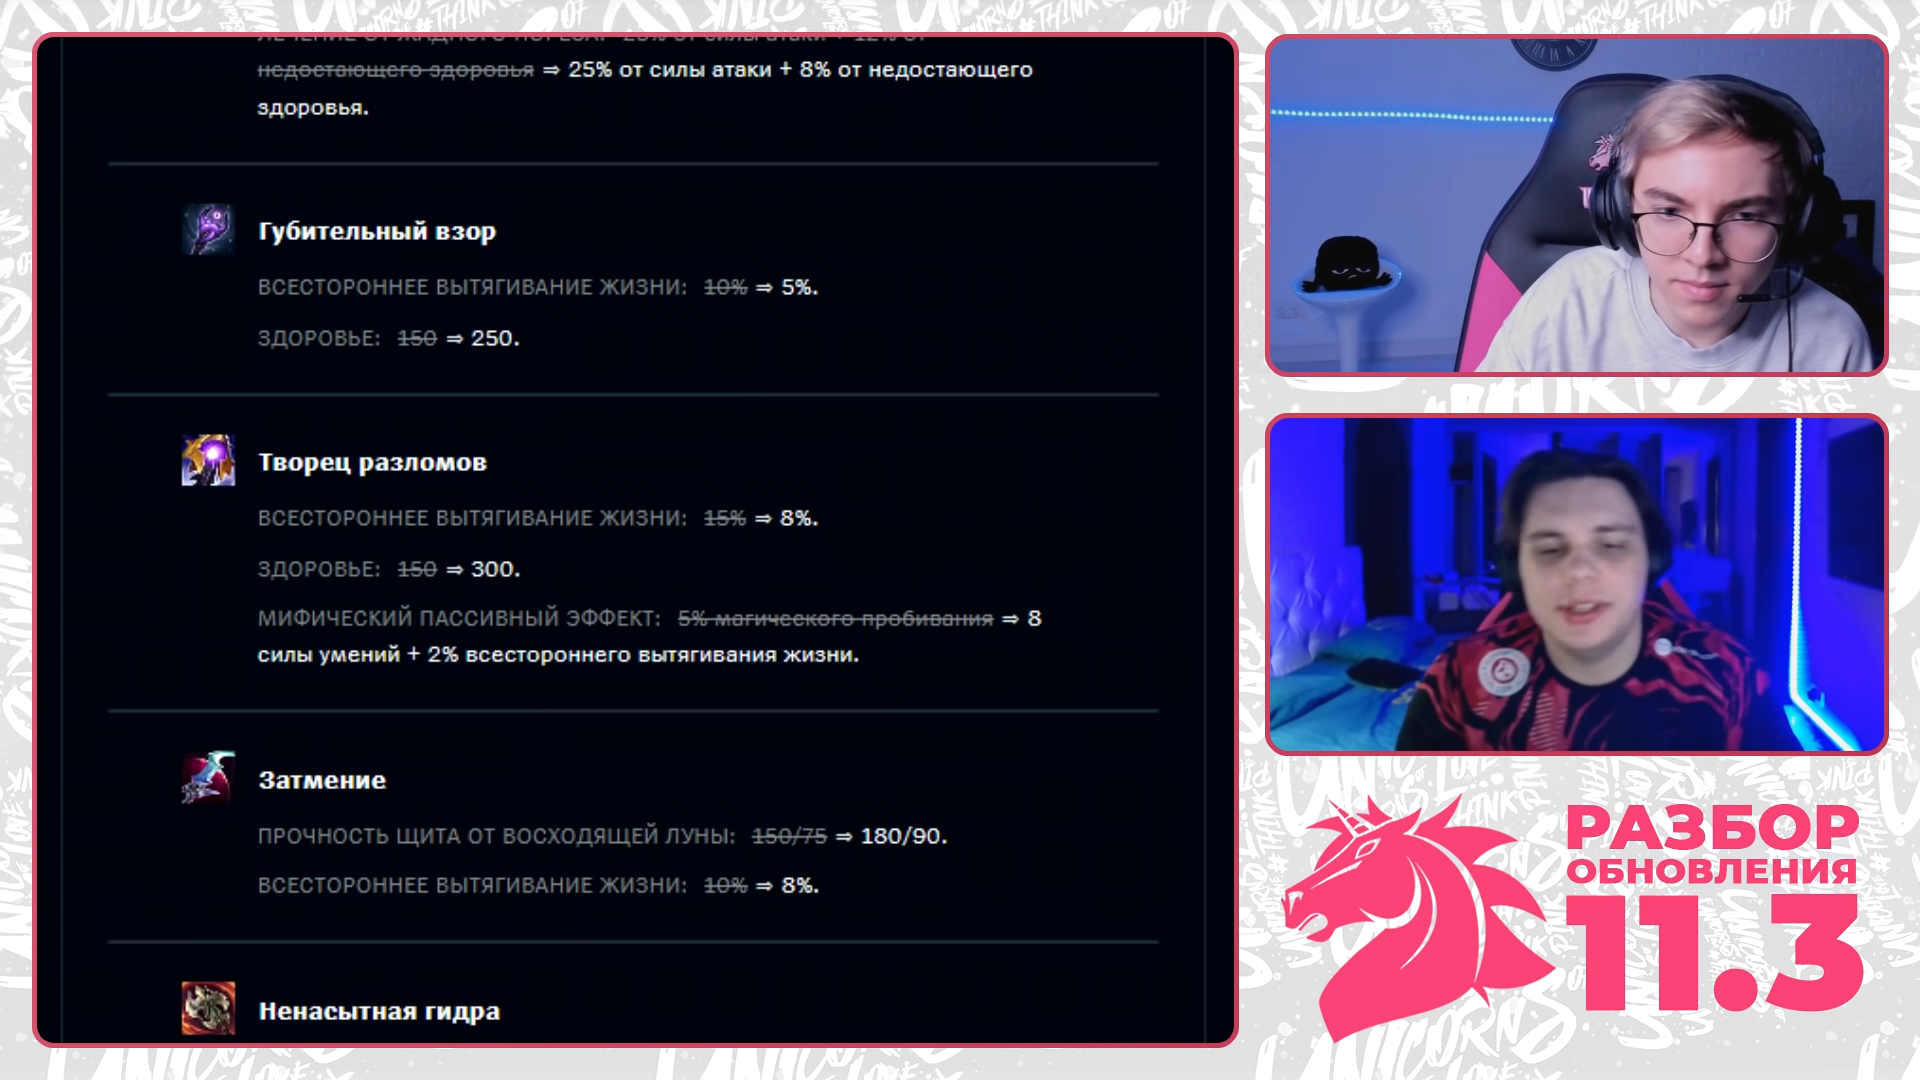 недостающего здоровья ⇒ 25% от силы атаки + 8% от недостающего
здоровья.
Губительный взор
ВСЕСТОРОННЕЕ ВЫТЯГИВАНИЕ ЖИЗНИ: 10% ⇒ 5%.
ЗДОРОВЬЕ: 150 ⇒ 250.
Творец разломов
ВСЕСТОРОННЕЕ ВЫТЯГИВАНИЕ ЖИЗНИ: 15% ⇒ 8%.
ЗДОРОВЬЕ: 150 ⇒ 300.
МИФИЧЕСКИЙ ПАССИВНЫЙ ЭФФЕКТ: 5% магического пробивания ⇒ 8
силы умений + 2% всестороннего вытягивания жизни.
Затмение
ПРОЧНОСТЬ ЩИТА ОТ ВОСХОДЯЩЕЙ ЛУНЫ: 150/75 ⇒ 180/90.
ВСЕСТОРОННЕЕ ВЫТЯГИВАНИЕ ЖИЗНИ: 10% ⇒ 8%.
Ненасытная гидра
РАЗБОР
ОБНОВЛЕНИЯ
11.3